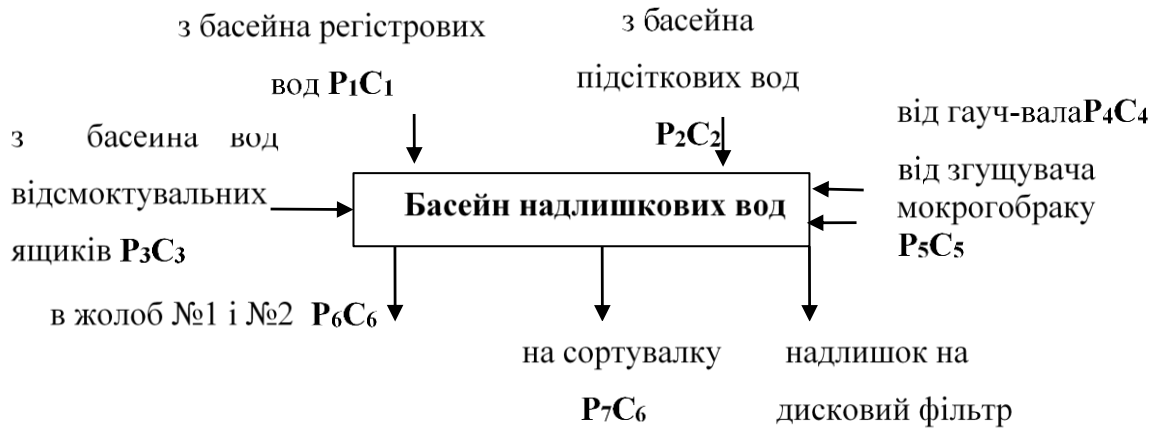 з басейна регістрових
вод P₁C₁
з басейна
підсіткових вод
P₂C₂
від гауч-валаP₄C₄
від згущувача
мокрогобраку
P₅C₅
з басейна вод
відсмоктувальних
ящиків P₃C₃
Басейн надлишкових вод
в жолоб №1 і №2 P₆C₆
на сортувалку
P₇C₆
надлишок на
дисковий фільтр